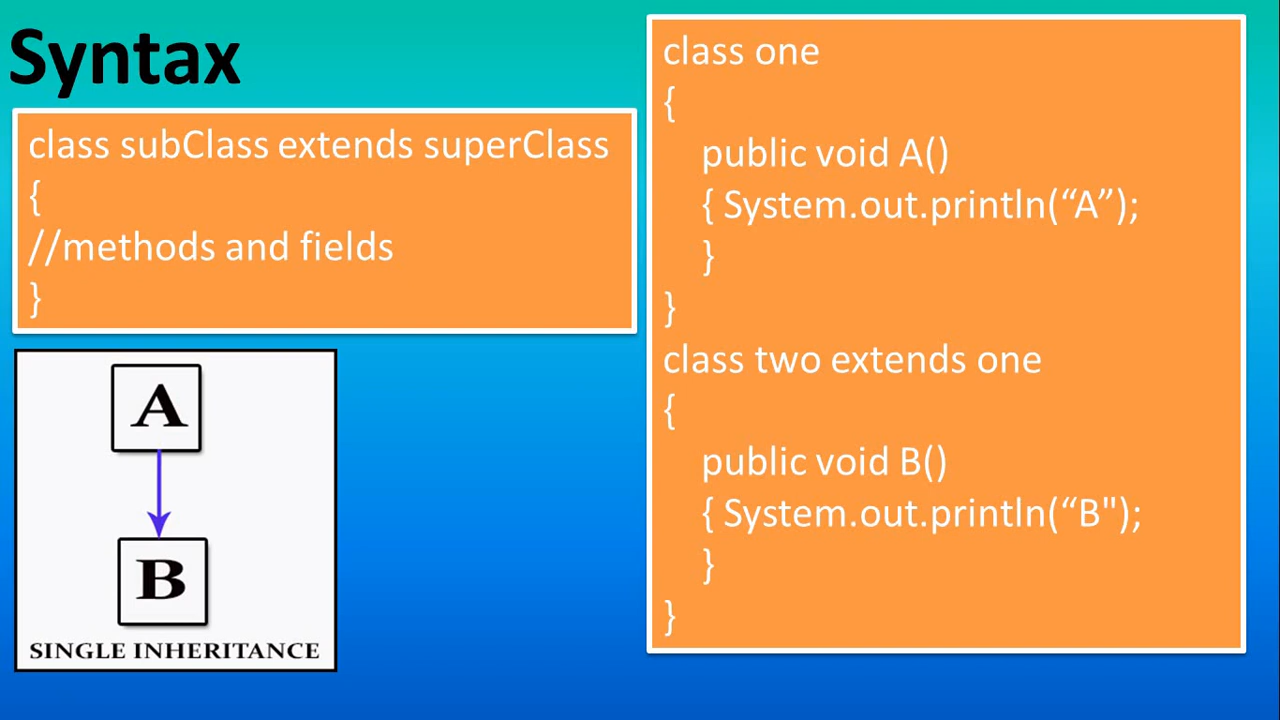 Syntax
class subClass extends superClass
{
//methods and fields
}
A
B
SINGLE INHERITANCE
class one
{
public void A()
{ System.out.println(“A”);
}
}
class two extends one
{
public void B()
{ System.out.println(“B");
}
}